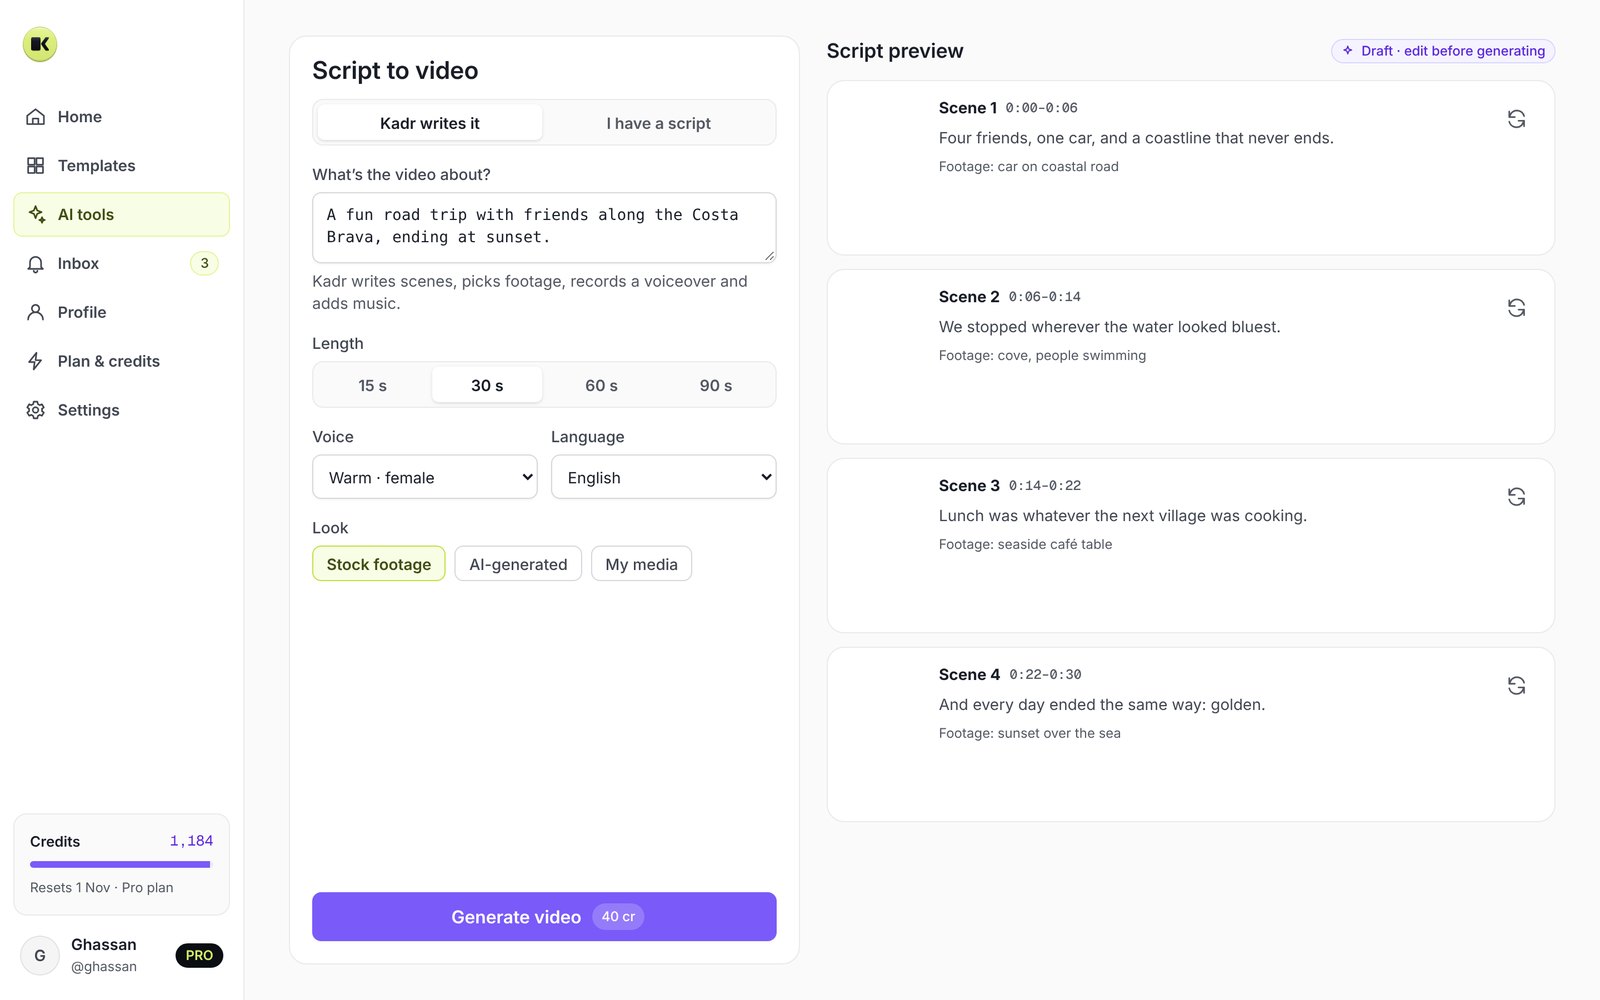 K
Home
Templates
AI tools
Inbox 3
Profile
Plan & credits
Settings
Credits 1,184
Resets 1 Nov · Pro plan
G
Ghassan
@ghassan
PRO
Script to video
Kadr writes it
I have a script
What's the video about?
A fun road trip with friends along the Costa
Brava, ending at sunset.
Kadr writes scenes, picks footage, records a voiceover and
adds music.
Length
15 s 30 s 60 s 90 s
Voice
Warm · female
Language
English
Look
Stock footage
AI-generated
My media
Generate video 40 cr
Script preview
Draft · edit before generating
Scene 1 0:00–0:06
Four friends, one car, and a coastline that never ends.
Footage: car on coastal road
Scene 2 0:06–0:14
We stopped wherever the water looked bluest.
Footage: cove, people swimming
Scene 3 0:14–0:22
Lunch was whatever the next village was cooking.
Footage: seaside café table
Scene 4 0:22–0:30
And every day ended the same way: golden.
Footage: sunset over the sea